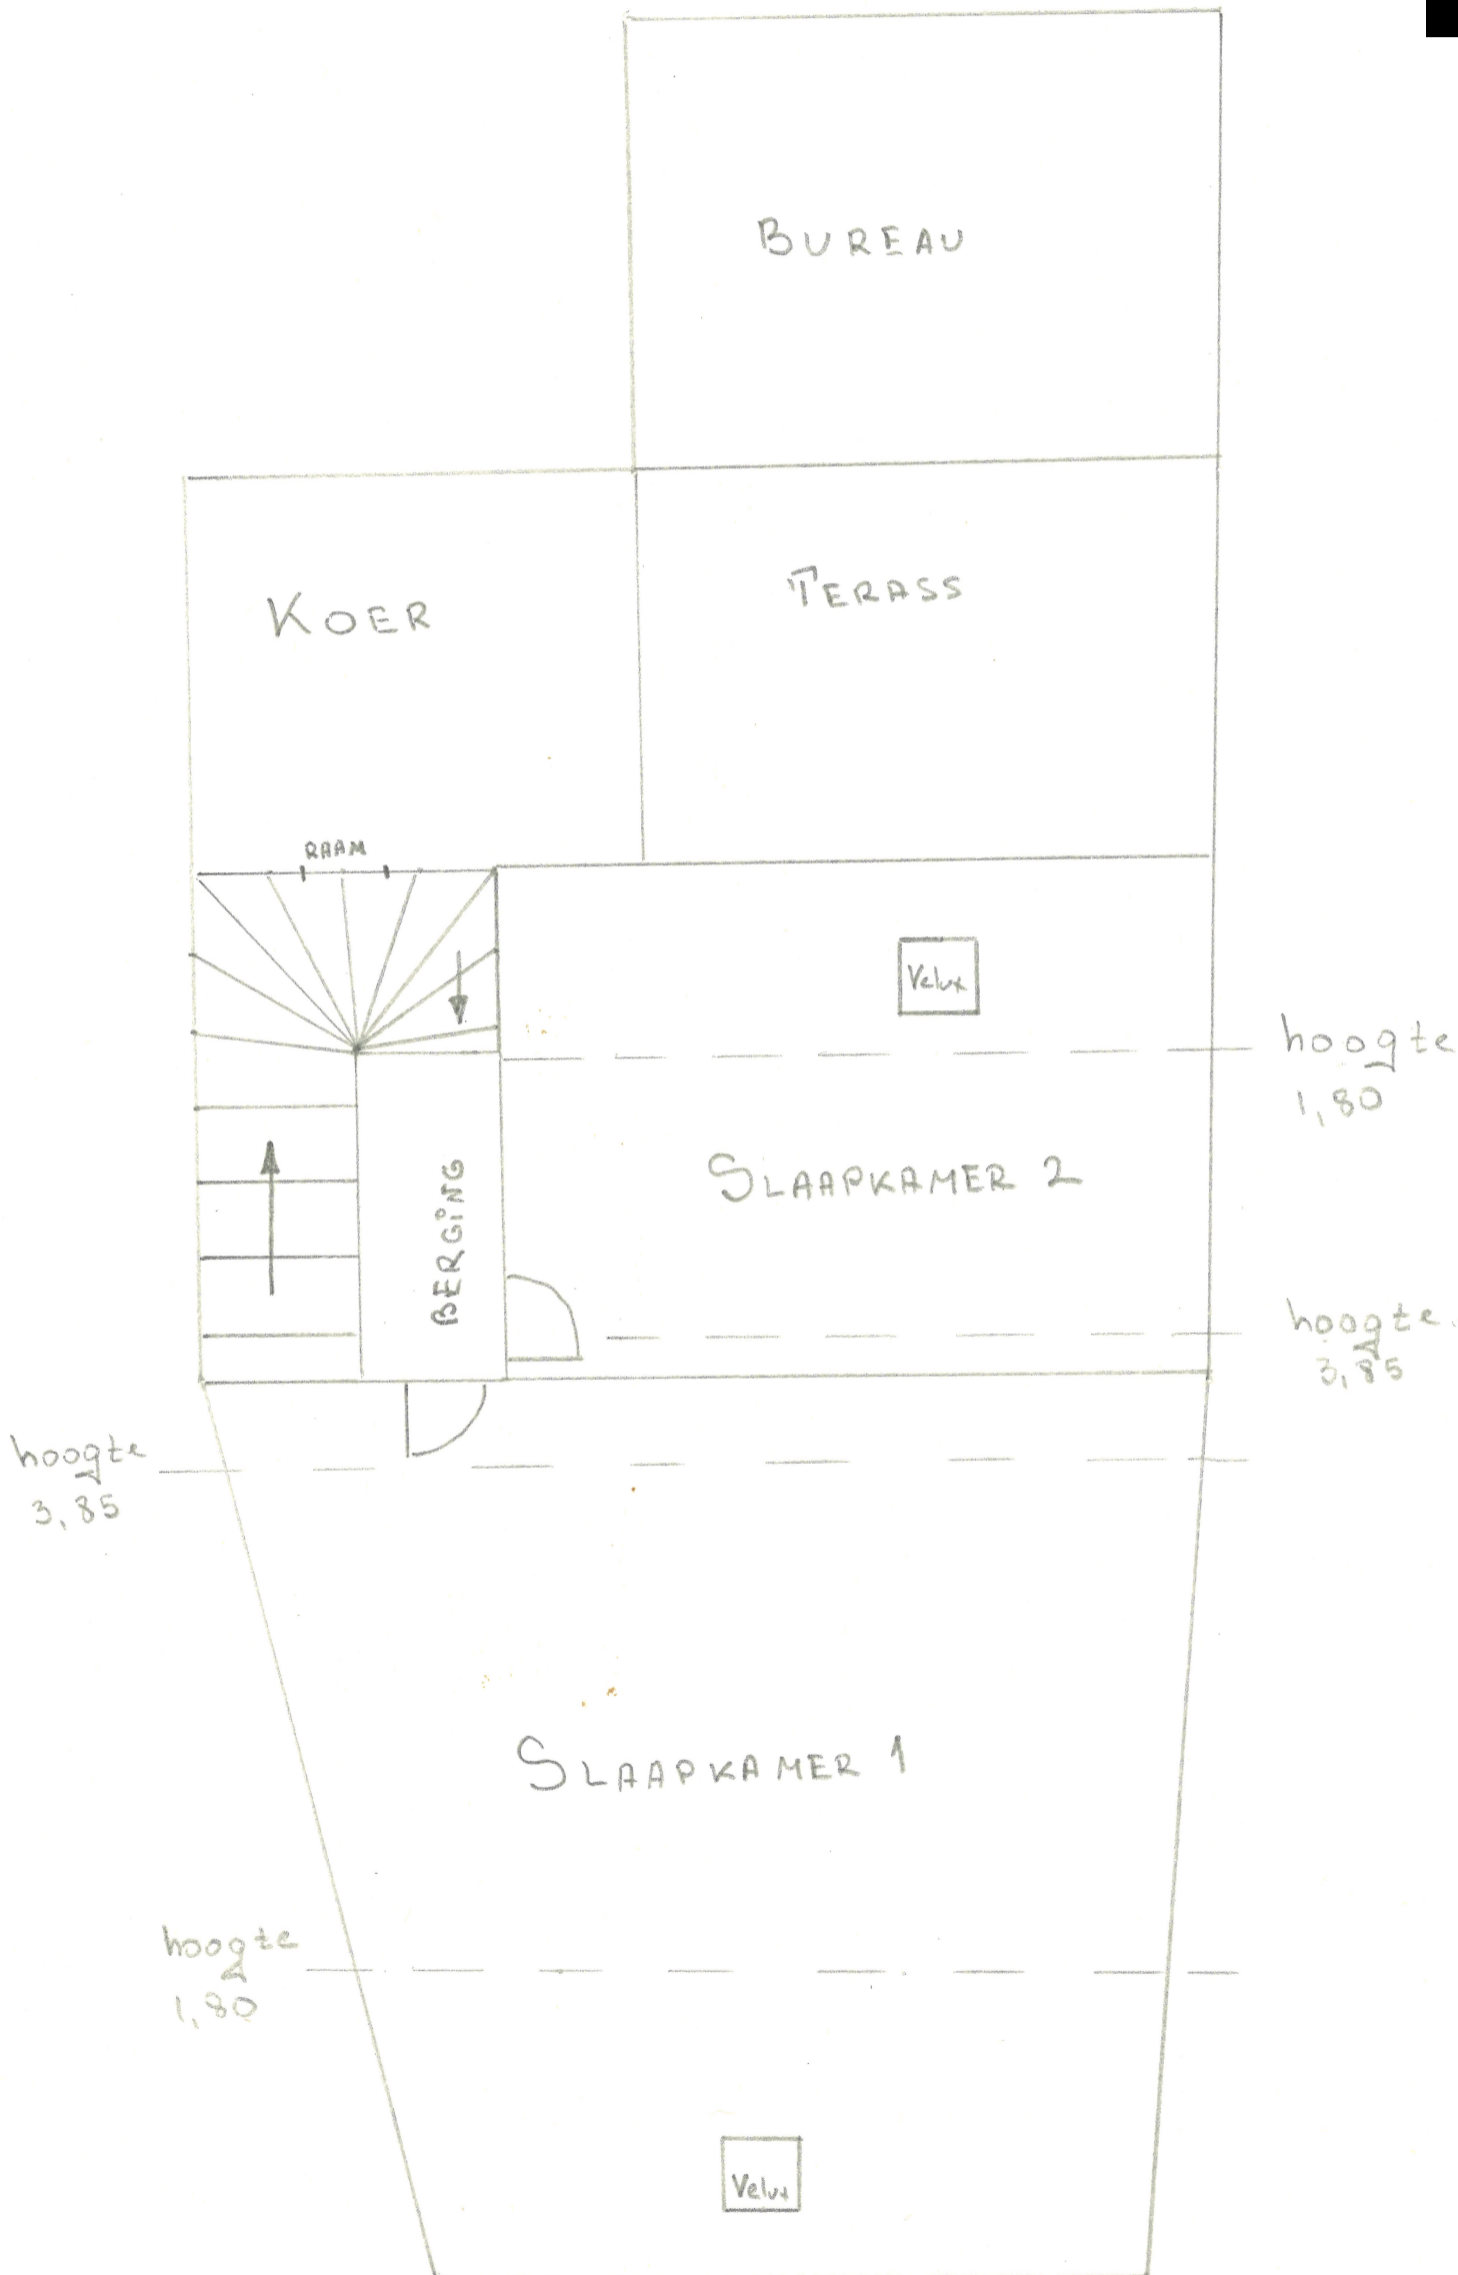 BUREAU
KOER
TERASS
RAAM
Velux
hoogte
1,80
SLAAPKAMER 2
BERGING
hoogte
3,85
hoogte
3,85
SLAAPKAMER 1
hoogte
1,80
Velux